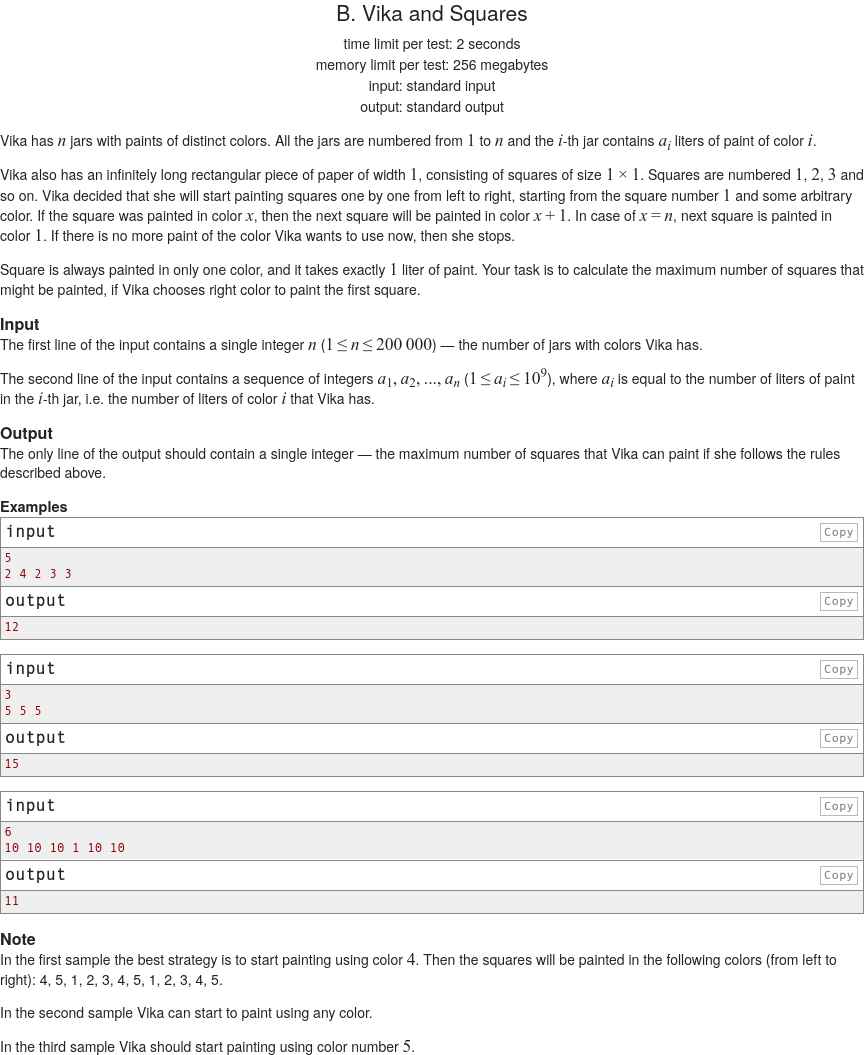 B. Vika and Squares
time limit per test: 2 seconds
memory limit per test: 256 megabytes
input: standard input
output: standard output
Vika has n jars with paints of distinct colors. All the jars are numbered from 1 to n and the i-th jar contains a_i liters of paint of color i.
Vika also has an infinitely long rectangular piece of paper of width 1, consisting of squares of size 1 × 1. Squares are numbered 1, 2, 3 and
so on. Vika decided that she will start painting squares one by one from left to right, starting from the square number 1 and some arbitrary
color. If the square was painted in color x, then the next square will be painted in color x + 1. In case of x = n, next square is painted in
color 1. If there is no more paint of the color Vika wants to use now, then she stops.
Square is always painted in only one color, and it takes exactly 1 liter of paint. Your task is to calculate the maximum number of squares that
might be painted, if Vika chooses right color to paint the first square.
Input
The first line of the input contains a single integer n (1 ≤ n ≤ 200 000) — the number of jars with colors Vika has.
The second line of the input contains a sequence of integers a_1, a_2, ..., a_n (1 ≤ a_i ≤ 10^9), where a_i is equal to the number of liters of paint
in the i-th jar, i.e. the number of liters of color i that Vika has.
Output
The only line of the output should contain a single integer — the maximum number of squares that Vika can paint if she follows the rules
described above.
Examples
input Copy
5
2 4 2 3 3
output Copy
12
input Copy
3
5 5 5
output Copy
15
input Copy
6
10 10 10 1 10 10
output Copy
11
Note
In the first sample the best strategy is to start painting using color 4. Then the squares will be painted in the following colors (from left to
right): 4, 5, 1, 2, 3, 4, 5, 1, 2, 3, 4, 5.
In the second sample Vika can start to paint using any color.
In the third sample Vika should start painting using color number 5.